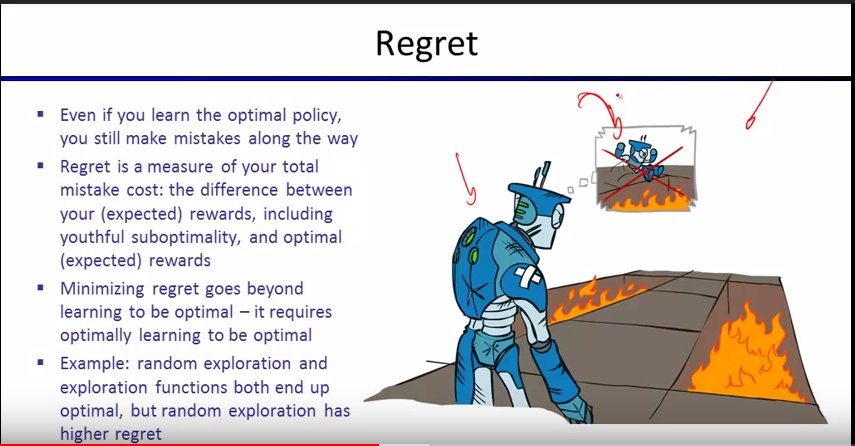 Regret
▪ Even if you learn the optimal policy,
you still make mistakes along the way
▪ Regret is a measure of your total
mistake cost: the difference between
your (expected) rewards, including
youthful suboptimality, and optimal
(expected) rewards
▪ Minimizing regret goes beyond
learning to be optimal – it requires
optimally learning to be optimal
▪ Example: random exploration and
exploration functions both end up
optimal, but random exploration has
higher regret